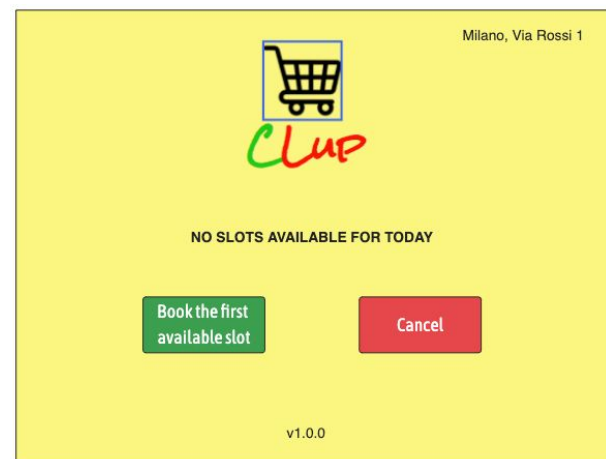 Milano, Via Rossi 1
CLup
NO SLOTS AVAILABLE FOR TODAY
Book the first
available slot
Cancel
v1.0.0